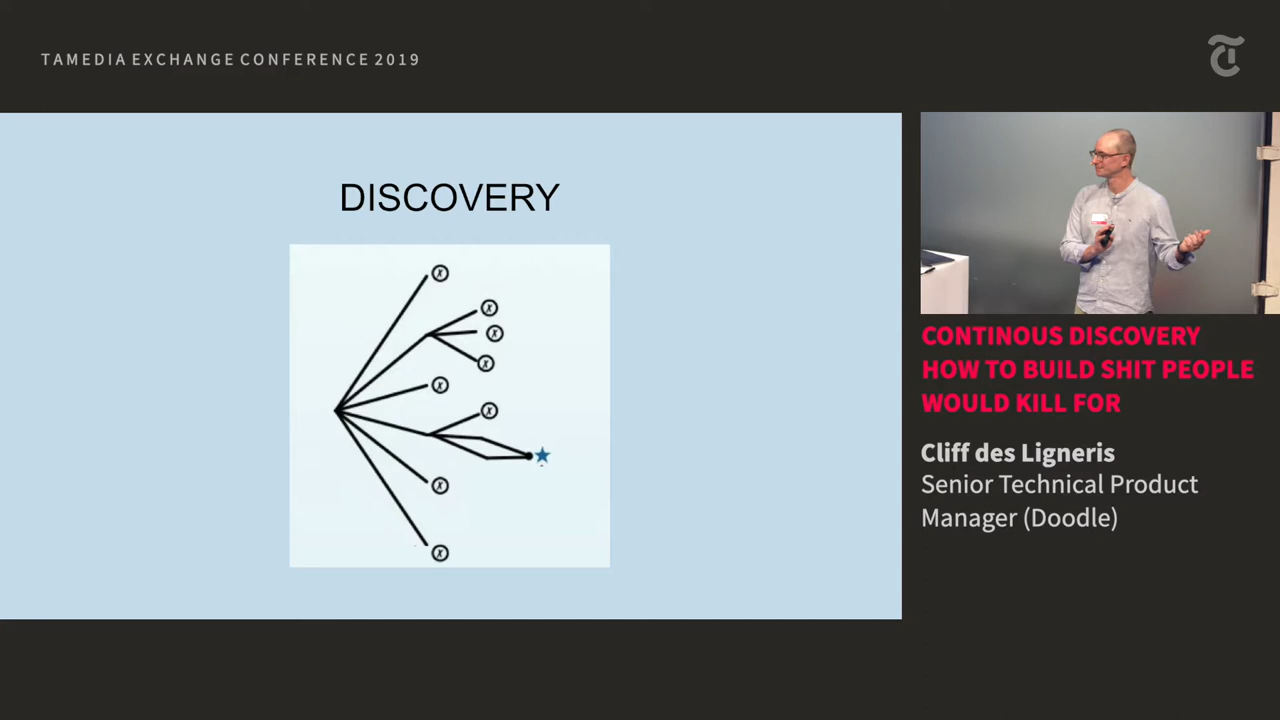 TAMEDIA EXCHANGE CONFERENCE 2019
T
DISCOVERY
X
X
X
X
X
X
X
X
CONTINOUS DISCOVERY
HOW TO BUILD SHIT PEOPLE
WOULD KILL FOR
Cliff des Ligneris
Senior Technical Product
Manager (Doodle)